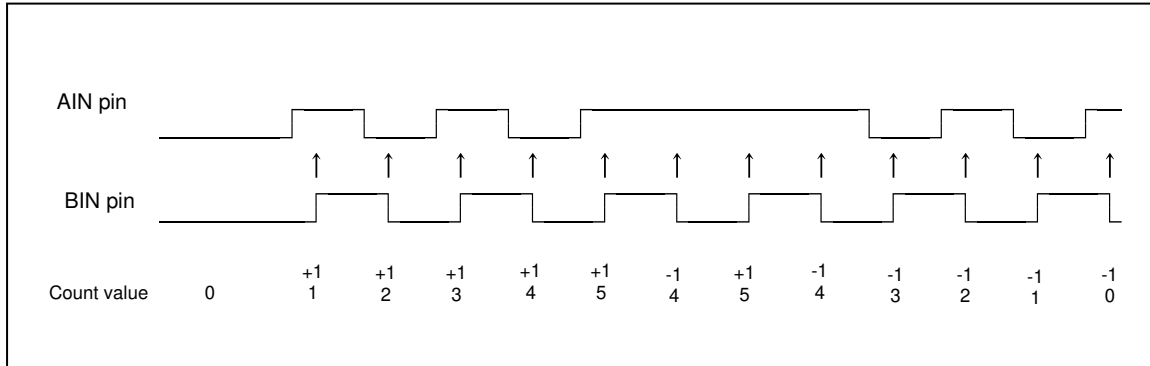 AIN pin
BIN pin
+1 +1 +1 +1 +1 -1 +1 -1 -1 -1 -1 -1
Count value 0 1 2 3 4 5 4 5 4 3 2 1 0